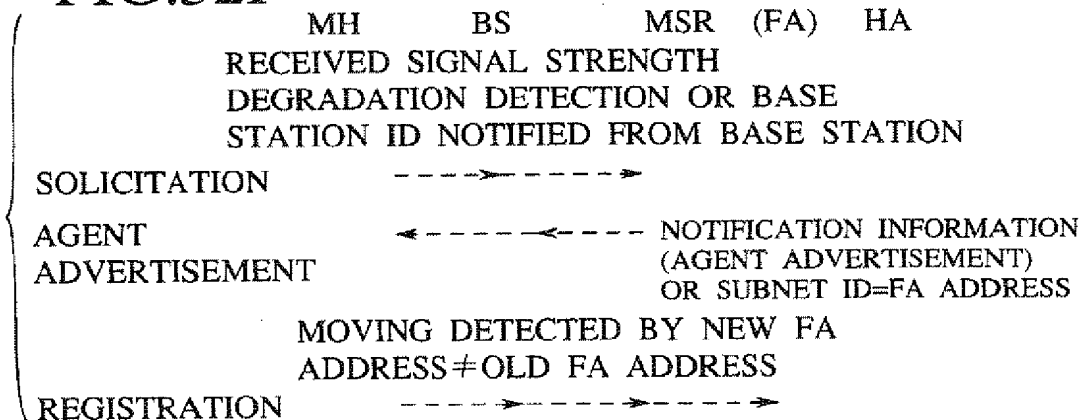 MH BS MSR (FA) HA
RECEIVED SIGNAL STRENGTH
DEGRADATION DETECTION OR BASE
STATION ID NOTIFIED FROM BASE STATION
SOLICITATION
AGENT
ADVERTISEMENT
NOTIFICATION INFORMATION
(AGENT ADVERTISEMENT)
OR SUBNET ID=FA ADDRESS
MOVING DETECTED BY NEW FA
ADDRESS≠OLD FA ADDRESS
REGISTRATION